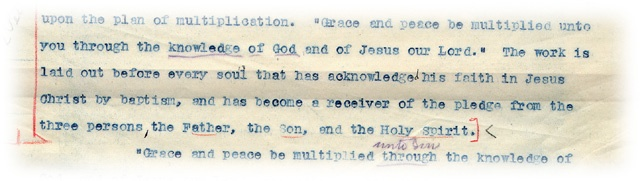 upon the plan of multiplication. "Grace and peace be multiplied unto
you through the knowledge of God and of Jesus our Lord." The work is
laid out before every soul that has acknowledge his faith in Jesus
Christ by baptism, and has become a receiver of the pledge from the
three persons, the Father, the Son, and the Holy spirit.] <
unto
"Grace and peace be multiplied through the knowledge of